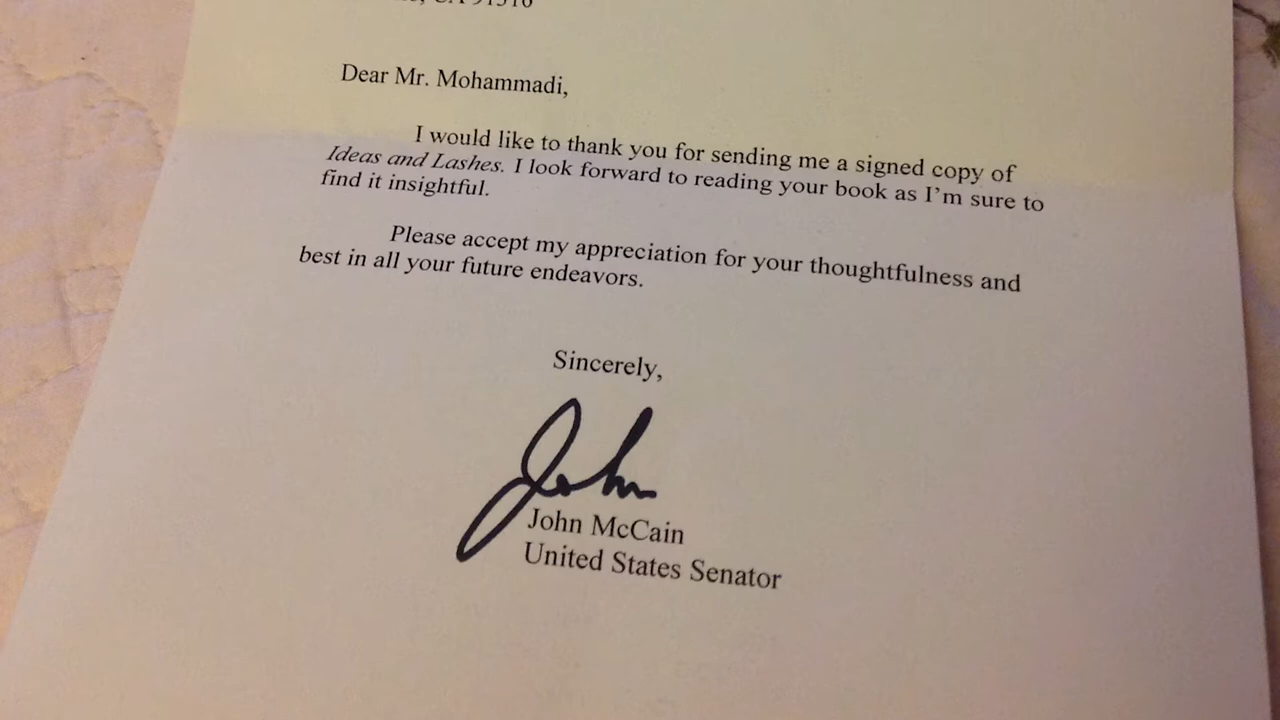 CA 91316
Dear Mr. Mohammadi,
I would like to thank you for sending me a signed copy of
Ideas and Lashes. I look forward to reading your book as I'm sure to
find it insightful.
Please accept my appreciation for your thoughtfulness and
best in all your future endeavors.
Sincerely,
John
John McCain
United States Senator